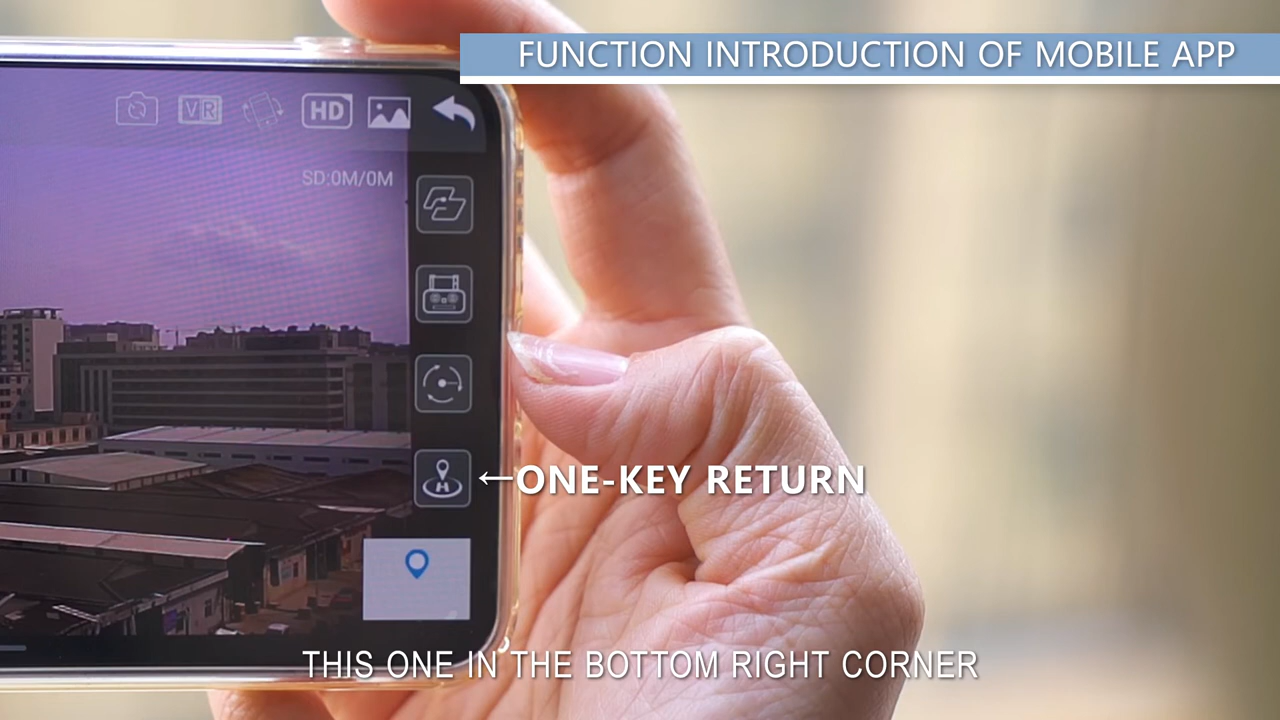 FUNCTION INTRODUCTION OF MOBILE APP
VR
HD
SD:0M/0M
H
←ONE-KEY RETURN
THIS ONE IN THE BOTTOM RIGHT CORNER